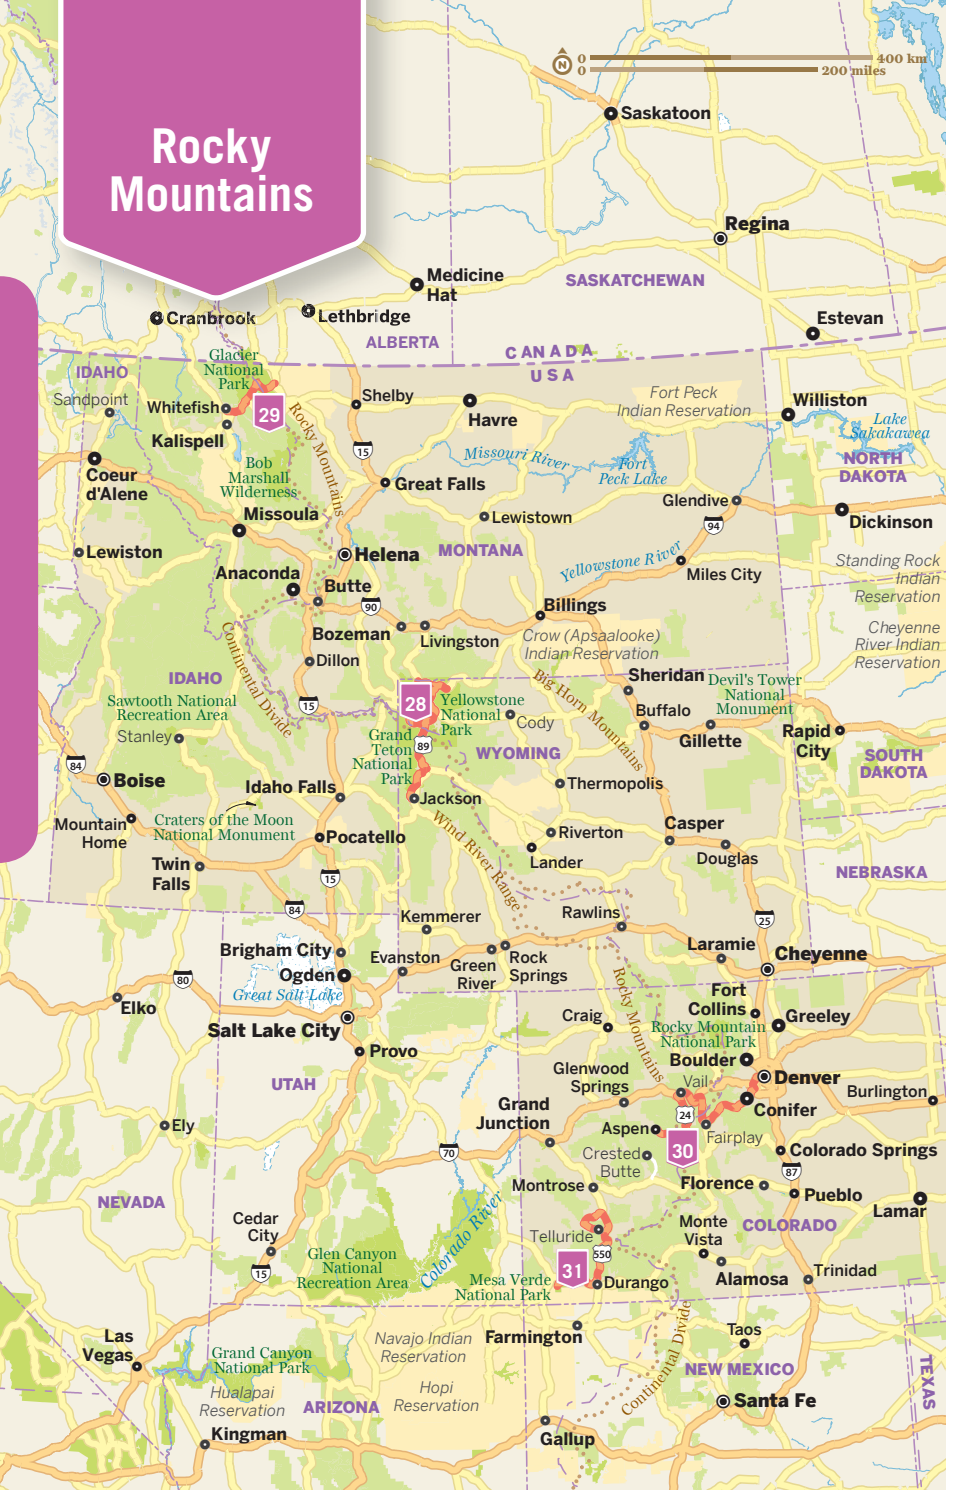 Rocky
Mountains
0
400 km
N
0
200 miles
Saskatoon
Regina
Medicine
Hat
SASKATCHEWAN
Cranbrook
Lethbridge
Estevan
ALBERTA
CANADA
USA
Glacier
National
Park
IDAHO
Sandpoint
Whitefish
29
Shelby
Fort Peck
Indian Reservation
Havre
Williston
Lake
Sakakawea
Kalispell
Rocky Mountains
15
Missouri River
Fort
Peck Lake
NORTH
DAKOTA
Coeur
d'Alene
Bob
Marshall
Wilderness
Great Falls
Glendive
Missoula
Lewistown
94
Dickinson
Lewiston
Helena
MONTANA
Yellowstone River
Miles City
Standing Rock
Indian
Reservation
Anaconda
Butte
90
Billings
Bozeman
Livingston
Crow (Apsaalooke)
Indian Reservation
Cheyenne
River Indian
Reservation
Continental Divide
Dillon
IDAHO
Sheridan
Big Horn Mountains
Devil's Tower
National
Monument
Sawtooth National
Recreation Area
15
28
Yellowstone
National
Park
Cody
Buffalo
Gillette
Rapid
City
Stanley
Grand
Teton
National
Park
89
WYOMING
SOUTH
DAKOTA
84
Boise
Idaho Falls
Jackson
Thermopolis
Craters of the Moon
National Monument
Mountain
Home
Pocatello
Wind River Range
Riverton
Casper
Lander
Douglas
Twin
Falls
15
NEBRASKA
84
Kemmerer
Rawlins
25
Brigham City
Evanston
Green
River
Rock
Springs
Laramie
Cheyenne
80
Ogden
Great Salt Lake
Elko
Fort
Collins
Greeley
Salt Lake City
Craig
Rocky Mountains
Rocky Mountain
National Park
Provo
Boulder
Glenwood
Springs
Vail
Denver
UTAH
Burlington
Grand
Junction
24
Conifer
Ely
Aspen
30
Fairplay
70
Crested
Butte
Colorado Springs
87
Montrose
Florence
Pueblo
NEVADA
Colorado River
Lamar
Cedar
City
Telluride
Monte
Vista
COLORADO
550
Glen Canyon
National
Recreation Area
15
31
Mesa Verde
National Park
Durango
Alamosa
Trinidad
Las
Vegas
Farmington
Navajo Indian
Reservation
Continental Divide
Taos
Grand Canyon
National Park
NEW MEXICO
TEXAS
Hualapai
Reservation
ARIZONA
Hopi
Reservation
Santa Fe
Kingman
Gallup